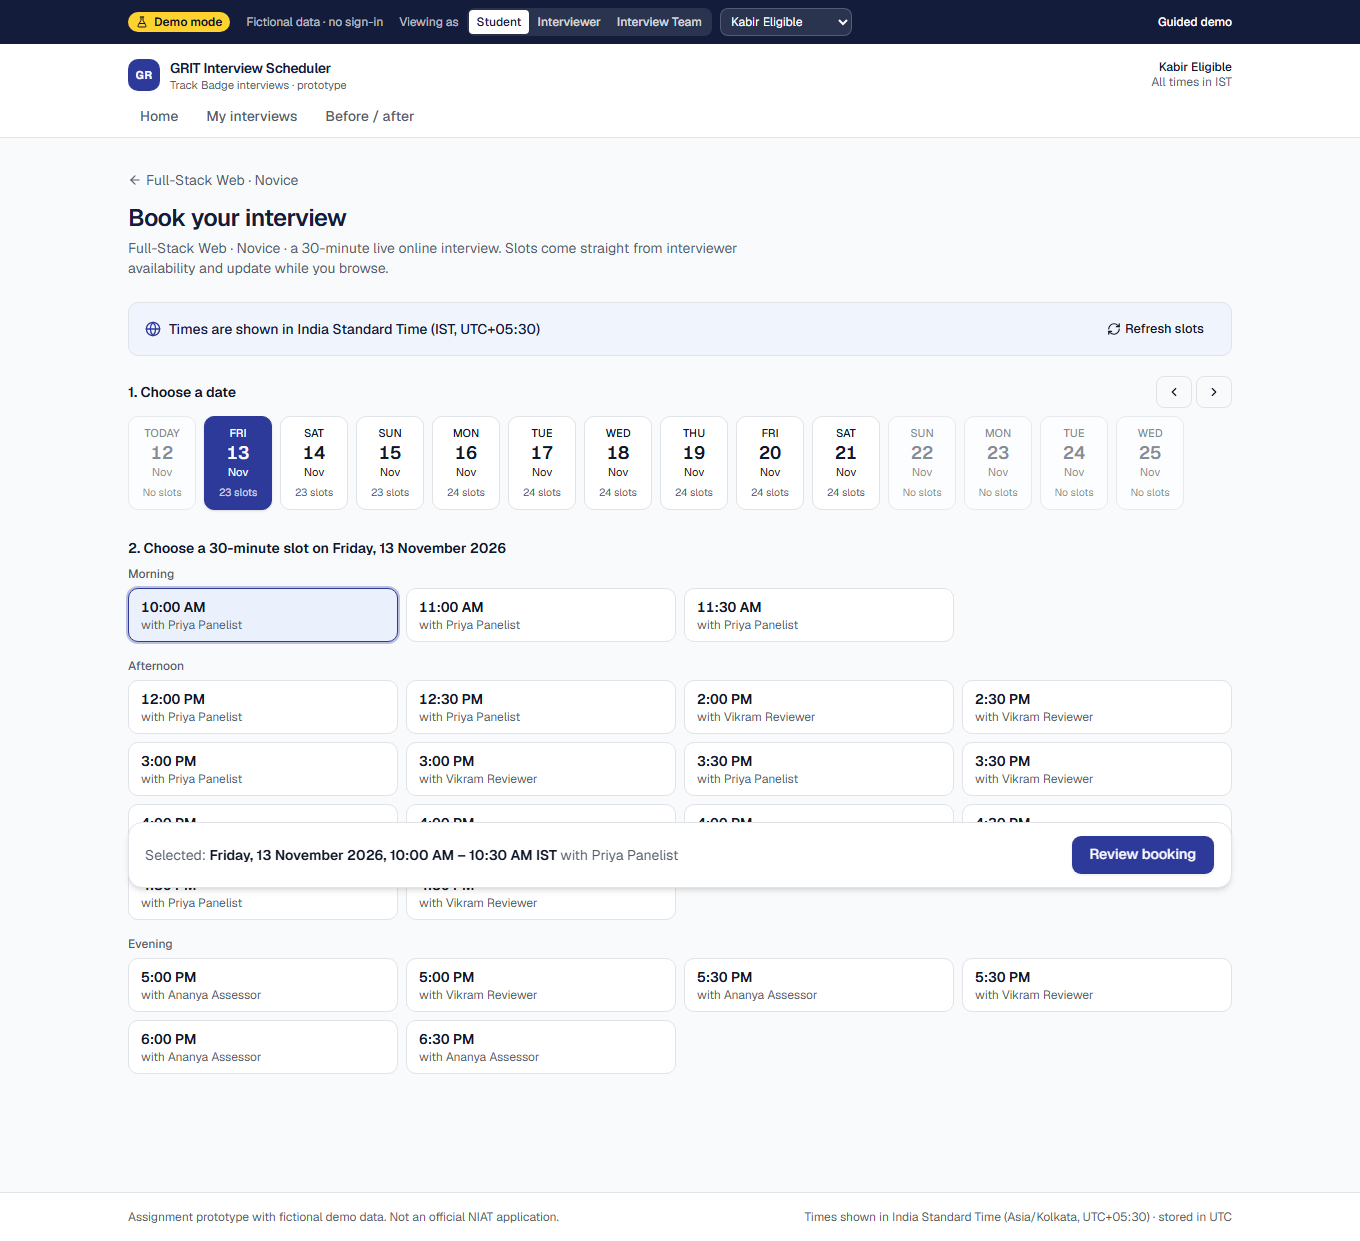 Demo mode
Fictional data · no sign-in
Viewing as
Student
Interviewer
Interview Team
Kabir Eligible
Guided demo
GR
GRIT Interview Scheduler
Track Badge interviews · prototype
Kabir Eligible
All times in IST
Home
My interviews
Before / after
← Full-Stack Web · Novice
Book your interview
Full-Stack Web · Novice · a 30-minute live online interview. Slots come straight from interviewer
availability and update while you browse.
Times are shown in India Standard Time (IST, UTC+05:30)
Refresh slots
1. Choose a date
TODAY
12
Nov
No slots
FRI
13
Nov
23 slots
SAT
14
Nov
23 slots
SUN
15
Nov
23 slots
MON
16
Nov
24 slots
TUE
17
Nov
24 slots
WED
18
Nov
24 slots
THU
19
Nov
24 slots
FRI
20
Nov
24 slots
SAT
21
Nov
24 slots
SUN
22
Nov
No slots
MON
23
Nov
No slots
TUE
24
Nov
No slots
WED
25
Nov
No slots
2. Choose a 30-minute slot on Friday, 13 November 2026
Morning
10:00 AM
with Priya Panelist
11:00 AM
with Priya Panelist
11:30 AM
with Priya Panelist
Afternoon
12:00 PM
with Priya Panelist
12:30 PM
with Priya Panelist
2:00 PM
with Vikram Reviewer
2:30 PM
with Vikram Reviewer
3:00 PM
with Priya Panelist
3:00 PM
with Vikram Reviewer
3:30 PM
with Priya Panelist
3:30 PM
with Vikram Reviewer
Selected: Friday, 13 November 2026, 10:00 AM – 10:30 AM IST with Priya Panelist
Review booking
with Priya Panelist
with Vikram Reviewer
Evening
5:00 PM
with Ananya Assessor
5:00 PM
with Vikram Reviewer
5:30 PM
with Ananya Assessor
5:30 PM
with Vikram Reviewer
6:00 PM
with Ananya Assessor
6:30 PM
with Ananya Assessor
Assignment prototype with fictional demo data. Not an official NIAT application.
Times shown in India Standard Time (Asia/Kolkata, UTC+05:30) · stored in UTC